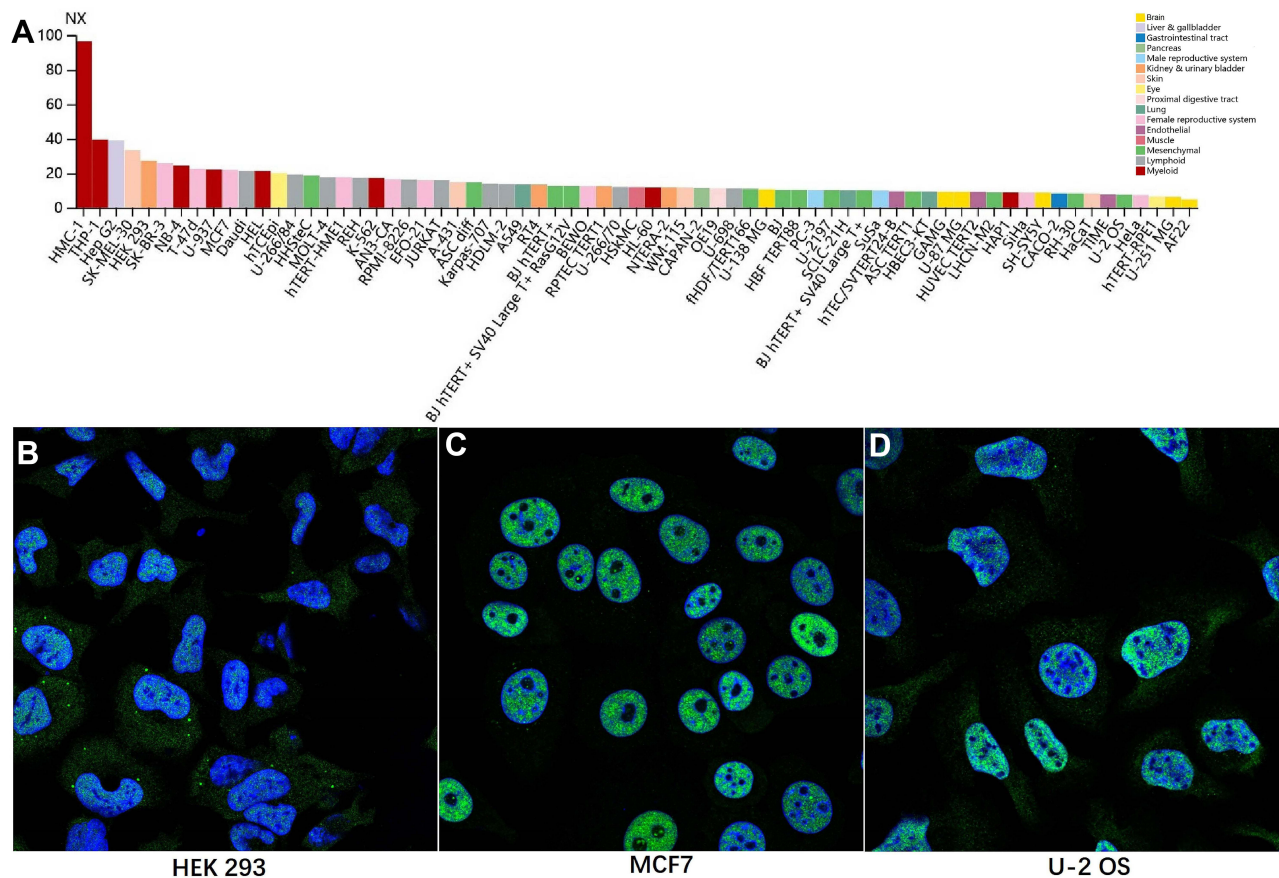 A
NX
100
80
60
40
20
0
Brain
Liver & gallbladder
Gastrointestinal tract
Pancreas
Male reproductive system
Kidney & urinary bladder
Skin
Eye
Proximal digestive tract
Lung
Female reproductive system
Endothelial
Muscle
Mesenchymal
Lymphoid
Myeloid
HMC-1
THP-1
Hep G2
SK-MEL-30
HEK 293
SK-BR-3
NB-4
T-47d
U-937
MCF7
Daudi
HEL
hTCEpi
U-266/84
LHCN-M2
HHSteC
MOLT-4
hTERT-HME1
REH
K-562
AN3-CA
RPMI-8226
EFO-21
JURKAT
A-431
ASC diff
Karpas-707
HDLM-2
A549
RT4
BJ hTERT+
BJ hTERT+ SV40 Large T+ RasG12V
BEWO
RPTEC TERT1
U-266/70
HSkMC
HL-60
NTERA-2
WM-115
CAPAN-2
OE19
U-698
fHDF/TERT166
U-138 MG
BJ
HBF TERT88
PC-3
U-2197
SCLC-21H
BJ hTERT+ SV40 Large T+
SuSa
hTEC/SVTERT24-B
ASC TERT1
HBEC3-KT
GAMG
U-87 MG
HUVEC TERT2
HAP1
SiHa
SH-SY5Y
CACO-2
RH-30
HaCaT
TIME
U-2 OS
HeLa
hTERT-RPE1
U-251 MG
AF22
B
C
D
HEK 293
MCF7
U-2 OS